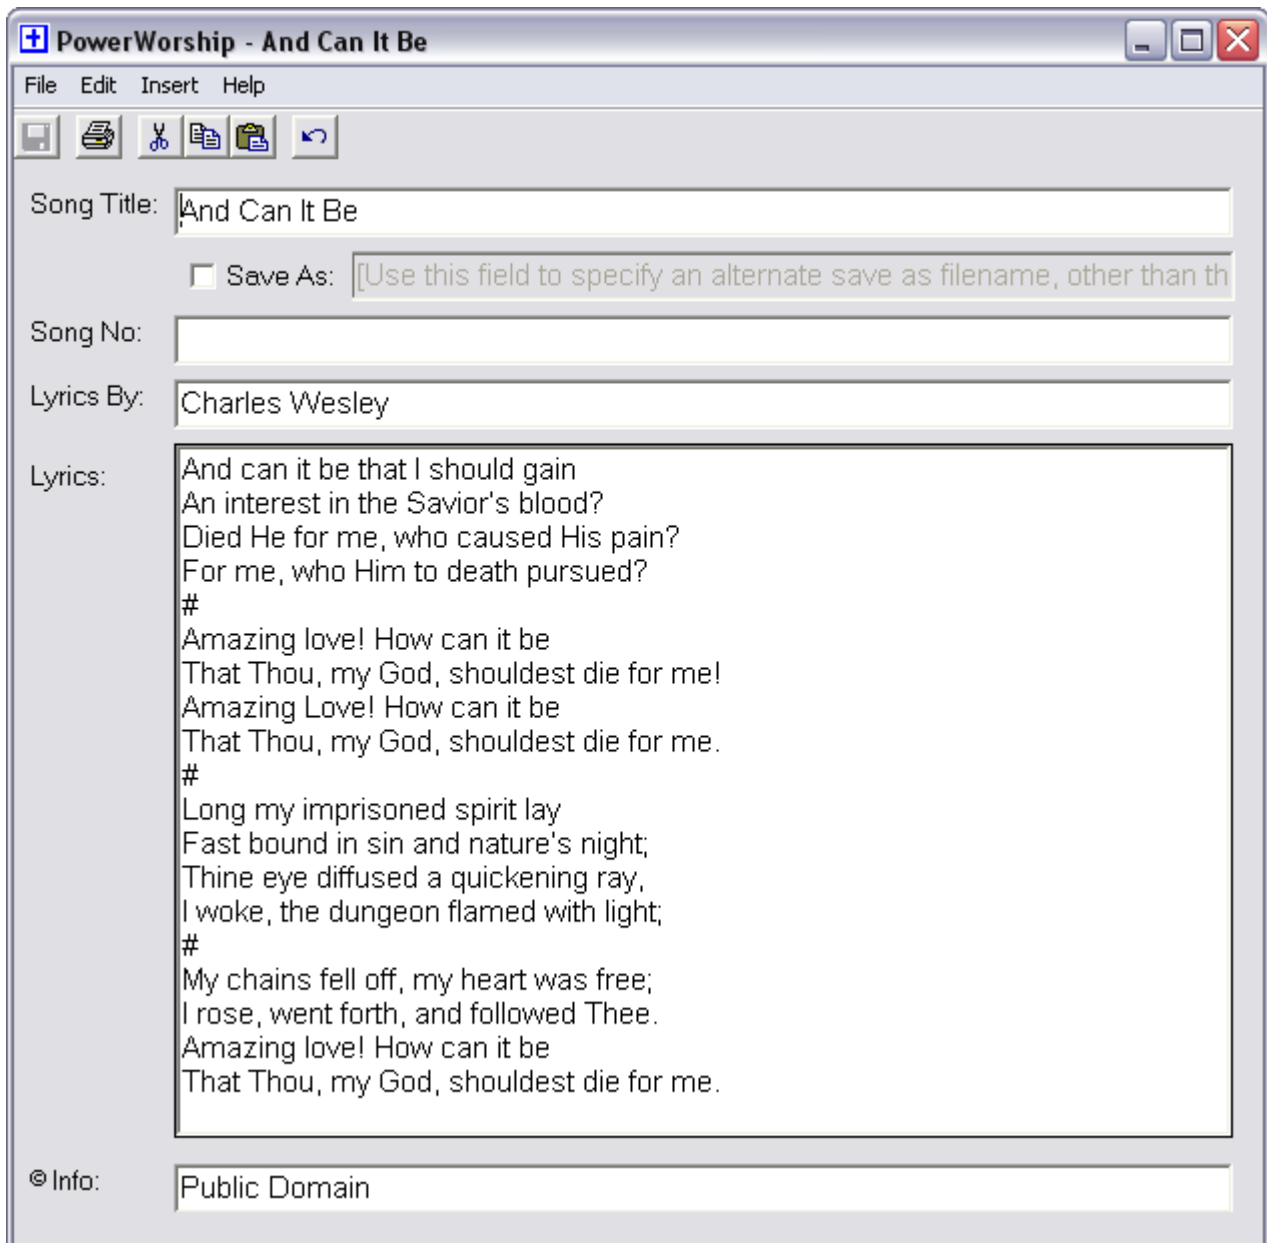 PowerWorship - And Can It Be
File Edit Insert Help
Song Title: And Can It Be
Save As: [Use this field to specify an alternate save as filename, other than th
Song No:
Lyrics By: Charles Wesley
Lyrics:
And can it be that I should gain
An interest in the Savior's blood?
Died He for me, who caused His pain?
For me, who Him to death pursued?
#
Amazing love! How can it be
That Thou, my God, shouldest die for me!
Amazing Love! How can it be
That Thou, my God, shouldest die for me.
#
Long my imprisoned spirit lay
Fast bound in sin and nature's night;
Thine eye diffused a quickening ray,
I woke, the dungeon flamed with light;
#
My chains fell off, my heart was free;
I rose, went forth, and followed Thee.
Amazing love! How can it be
That Thou, my God, shouldest die for me.
© Info: Public Domain